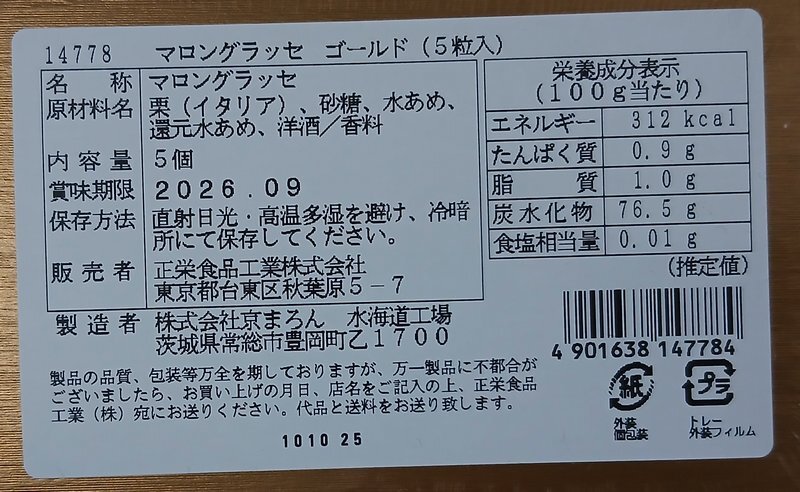 14778　マロングラッセ　ゴールド（５粒入）
名称　マロングラッセ
原材料名　栗（イタリア）、砂糖、水あめ、
還元水あめ、洋酒／香料
内容量　５個
賞味期限　2026.09
保存方法　直射日光・高温多湿を避け、冷暗
所にて保存してください。
販売者　正栄食品工業株式会社
東京都台東区秋葉原５－７
製造者　株式会社京まろん　水海道工場
茨城県常総市豊岡町乙１７００
栄養成分表示
（１００ｇ当たり）
エネルギー　312 kcal
たんぱく質　0.9 g
脂質　1.0 g
炭水化物　76.5 g
食塩相当量　0.01 g
（推定値）
4 901638 147784
紙　プラ
外装　トレー
個包装　外装フィルム
製品の品質、包装等万全を期しておりますが、万一製品に不都合が
ございましたら、お買い上げの月日、店名をご記入の上、正栄食品
工業（株）宛にお送りください。代品と送料をお送り致します。
1010 25